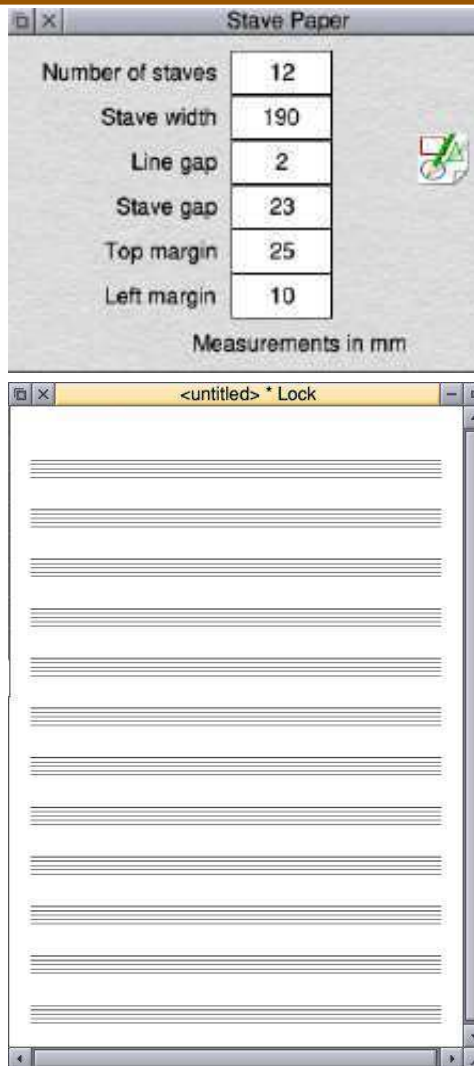 Stave Paper
Number of staves 12
Stave width 190
Line gap 2
Stave gap 23
Top margin 25
Left margin 10
Measurements in mm
<untitled> * Lock